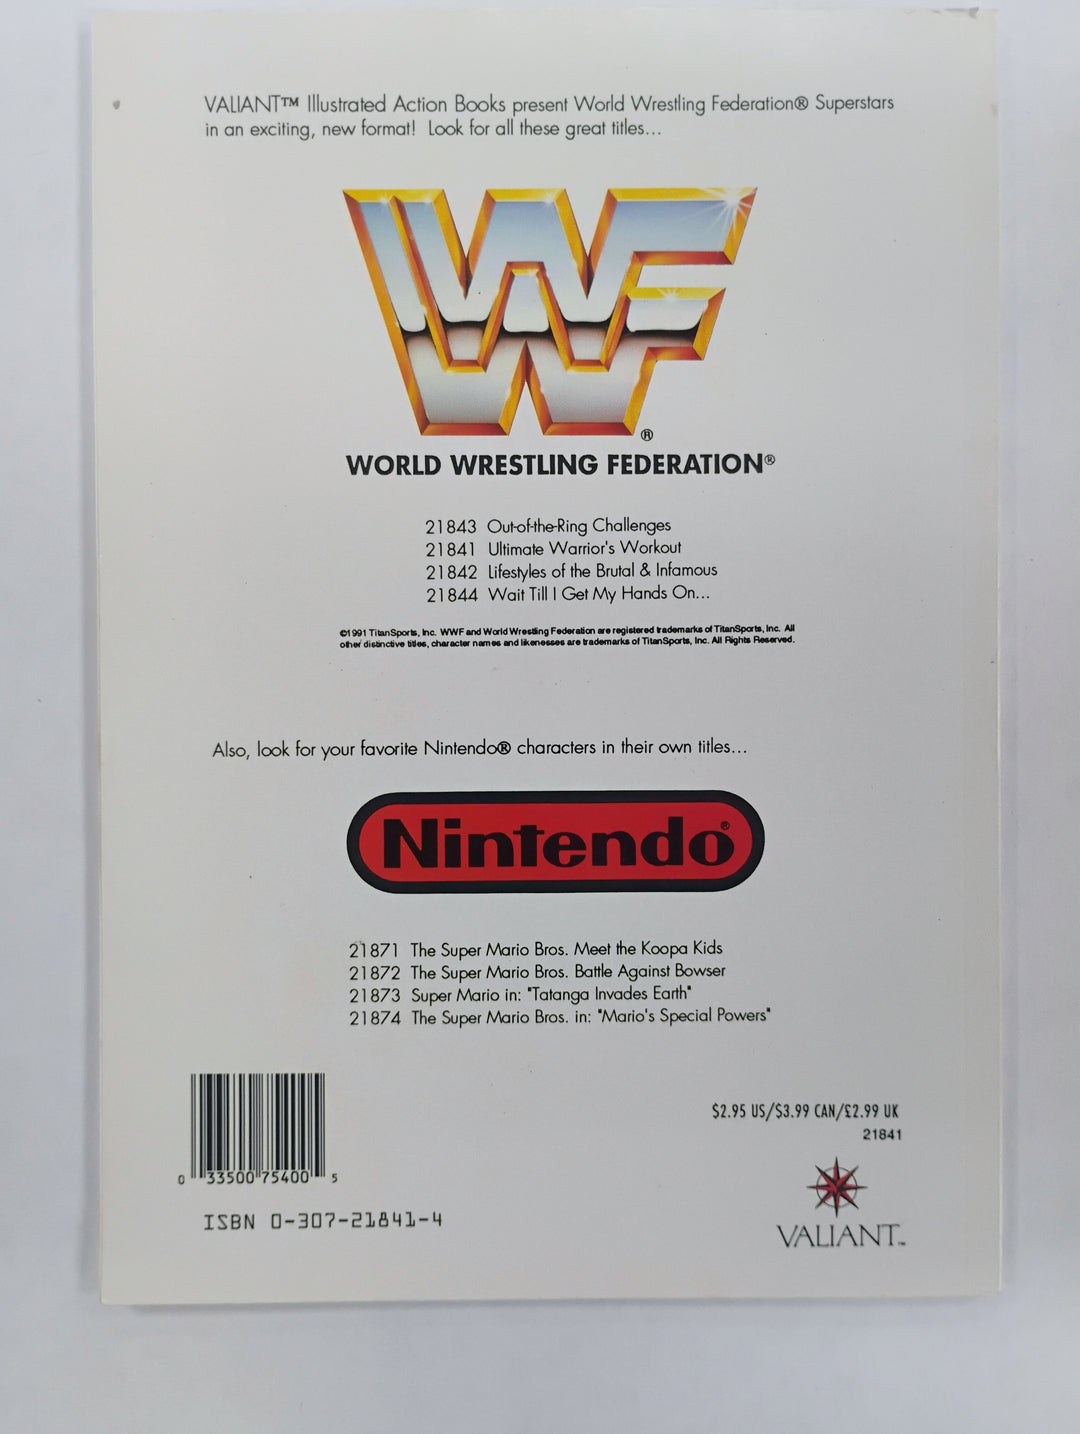 VALIANT™ Illustrated Action Books present World Wrestling Federation® Superstars
in an exciting, new format! Look for all these great titles...
WF
®
WORLD WRESTLING FEDERATION®
21843 Out-of-the-Ring Challenges
21841 Ultimate Warrior's Workout
21842 Lifestyles of the Brutal & Infamous
21844 Wait Till I Get My Hands On...
©1991 TitanSports, Inc. WWF and World Wrestling Federation are registered trademarks of TitanSports, Inc. All
other distinctive titles, character names and likenesses are trademarks of TitanSports, Inc. All Rights Reserved.
Also, look for your favorite Nintendo® characters in their own titles...
Nintendo®
21871 The Super Mario Bros. Meet the Koopa Kids
21872 The Super Mario Bros. Battle Against Bowser
21873 Super Mario in: "Tatanga Invades Earth"
21874 The Super Mario Bros. in: "Mario's Special Powers"
$2.95 US/$3.99 CAN/£2.99 UK
21841
0 33500 75400 5
ISBN 0-307-21841-4
VALIANT™